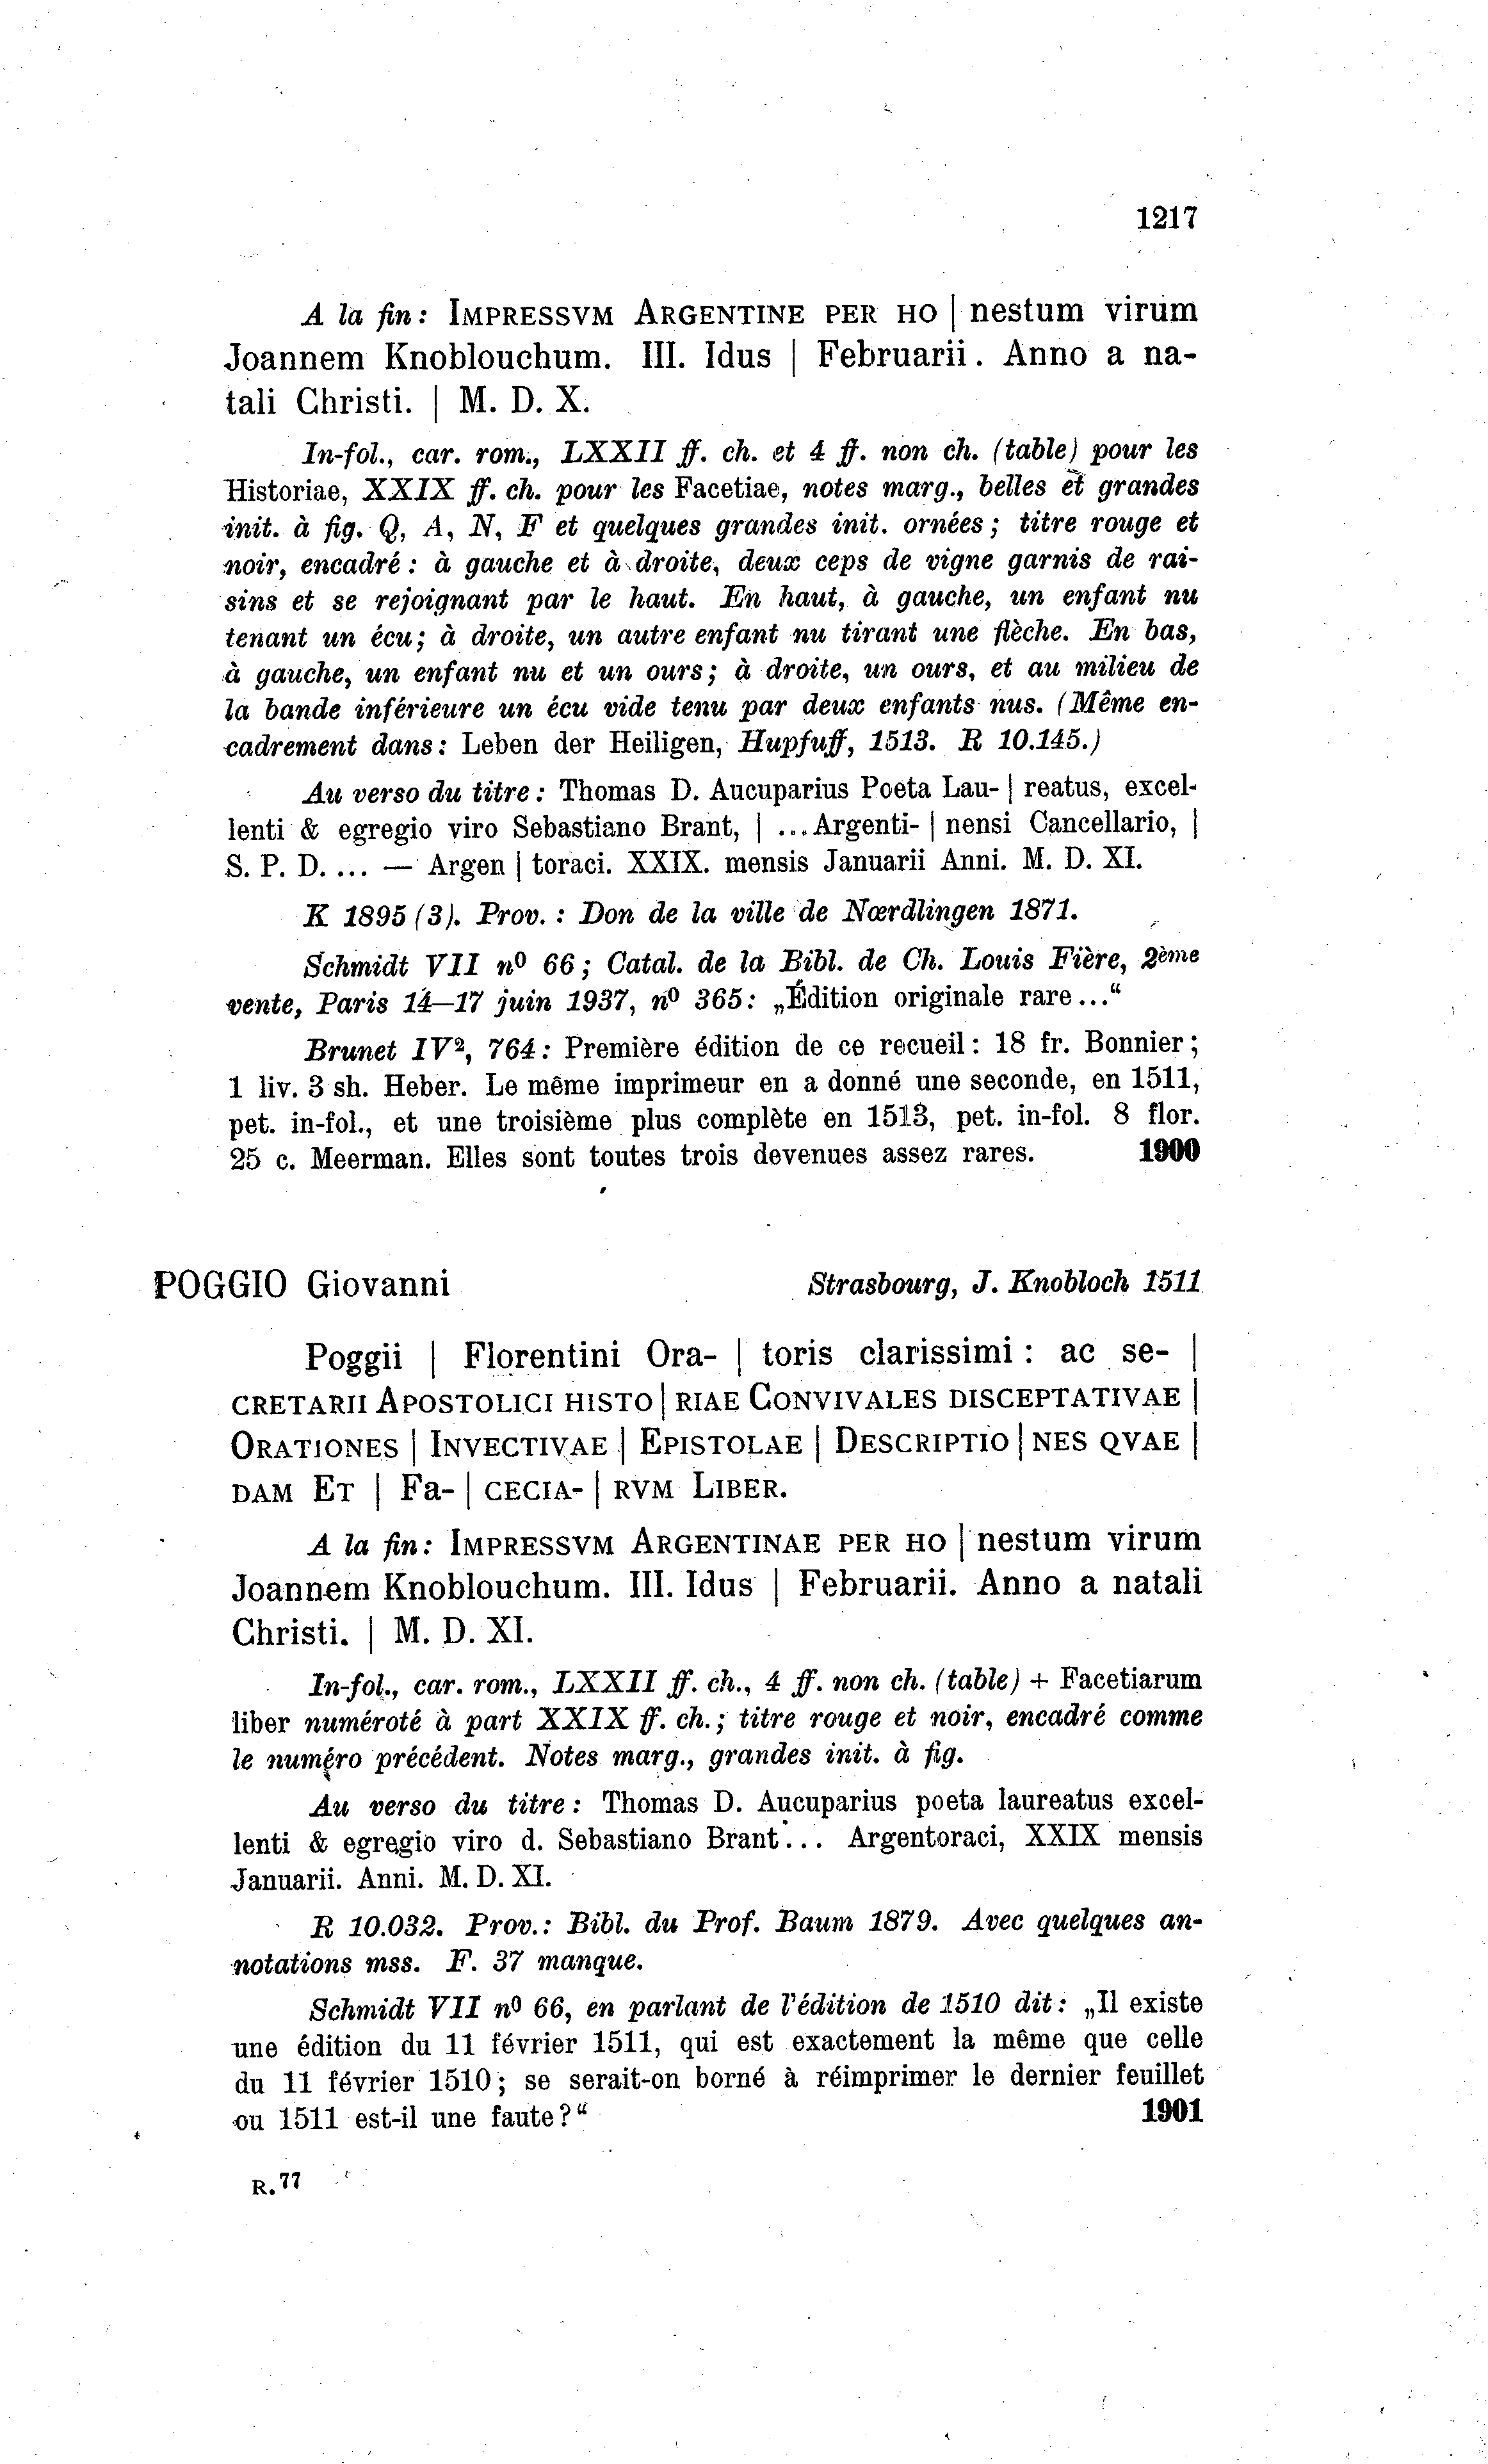 1217
A la fin: IMPRESSVM ARGENTINE PER HO | nestum virum
Joannem Knoblouchum. III. Idus | Februarii. Anno a na-
tali Christi. | M. D. X.
In-fol., car. rom., LXXII ff. ch. et 4 ff. non ch. (table) pour les
Historiae, XXIX ff. ch. pour les Facetiae, notes marg., belles et grandes
init. à fig. Q, A, N, F et quelques grandes init. ornées; titre rouge et
noir, encadré: à gauche et à droite, deux ceps de vigne garnis de rai-
sins et se rejoignant par le haut. En haut, à gauche, un enfant nu
tenant un écu; à droite, un autre enfant nu tirant une flèche. En bas,
à gauche, un enfant nu et un ours; à droite, un ours, et au milieu de
la bande inférieure un écu vide tenu par deux enfants nus. (Même en-
cadrement dans: Leben der Heiligen, Hupfuff, 1513. R 10.145.)
Au verso du titre: Thomas D. Aucuparius Poeta Lau- | reatus, excel-
lenti & egregio viro Sebastiano Brant, | ... Argenti- | nensi Cancellario, |
S. P. D. ... — Argen | toraci. XXIX. mensis Januarii Anni. M. D. XI.
K 1895 (3). Prov.: Don de la ville de Nœrdlingen 1871.
Schmidt VII nº 66; Catal. de la Bibl. de Ch. Louis Fière, 2ème
vente, Paris 14—17 juin 1937, nº 365: „Édition originale rare ...“
Brunet IV², 764: Première édition de ce recueil: 18 fr. Bonnier;
1 liv. 3 sh. Heber. Le même imprimeur en a donné une seconde, en 1511,
pet. in-fol., et une troisième plus complète en 1513, pet. in-fol. 8 flor.
25 c. Meerman. Elles sont toutes trois devenues assez rares. 1900
POGGIO Giovanni Strasbourg, J. Knobloch 1511
Poggii | Florentini Ora- | toris clarissimi: ac se- |
CRETARII APOSTOLICI HISTO | RIAE CONVIVALES DISCEPTATIVAE |
ORATIONES | INVECTIVAE | EPISTOLAE | DESCRIPTIO | NES QVAE |
DAM ET | Fa- | CECIA- | RVM LIBER.
A la fin: IMPRESSVM ARGENTINAE PER HO | nestum virum
Joannem Knoblouchum. III. Idus | Februarii. Anno a natali
Christi. | M. D. XI.
In-fol., car. rom., LXXII ff. ch., 4 ff. non ch. (table) + Facetiarum
liber numéroté à part XXIX ff. ch.; titre rouge et noir, encadré comme
le numéro précédent. Notes marg., grandes init. à fig.
Au verso du titre: Thomas D. Aucuparius poeta laureatus excel-
lenti & egregio viro d. Sebastiano Brant ... Argentoraci, XXIX mensis
Januarii. Anni. M. D. XI.
R 10.032. Prov.: Bibl. du Prof. Baum 1879. Avec quelques an-
notations mss. F. 37 manque.
Schmidt VII nº 66, en parlant de l'édition de 1510 dit: „Il existe
une édition du 11 février 1511, qui est exactement la même que celle
du 11 février 1510; se serait-on borné à réimprimer le dernier feuillet
ou 1511 est-il une faute?“ 1901
R. 77